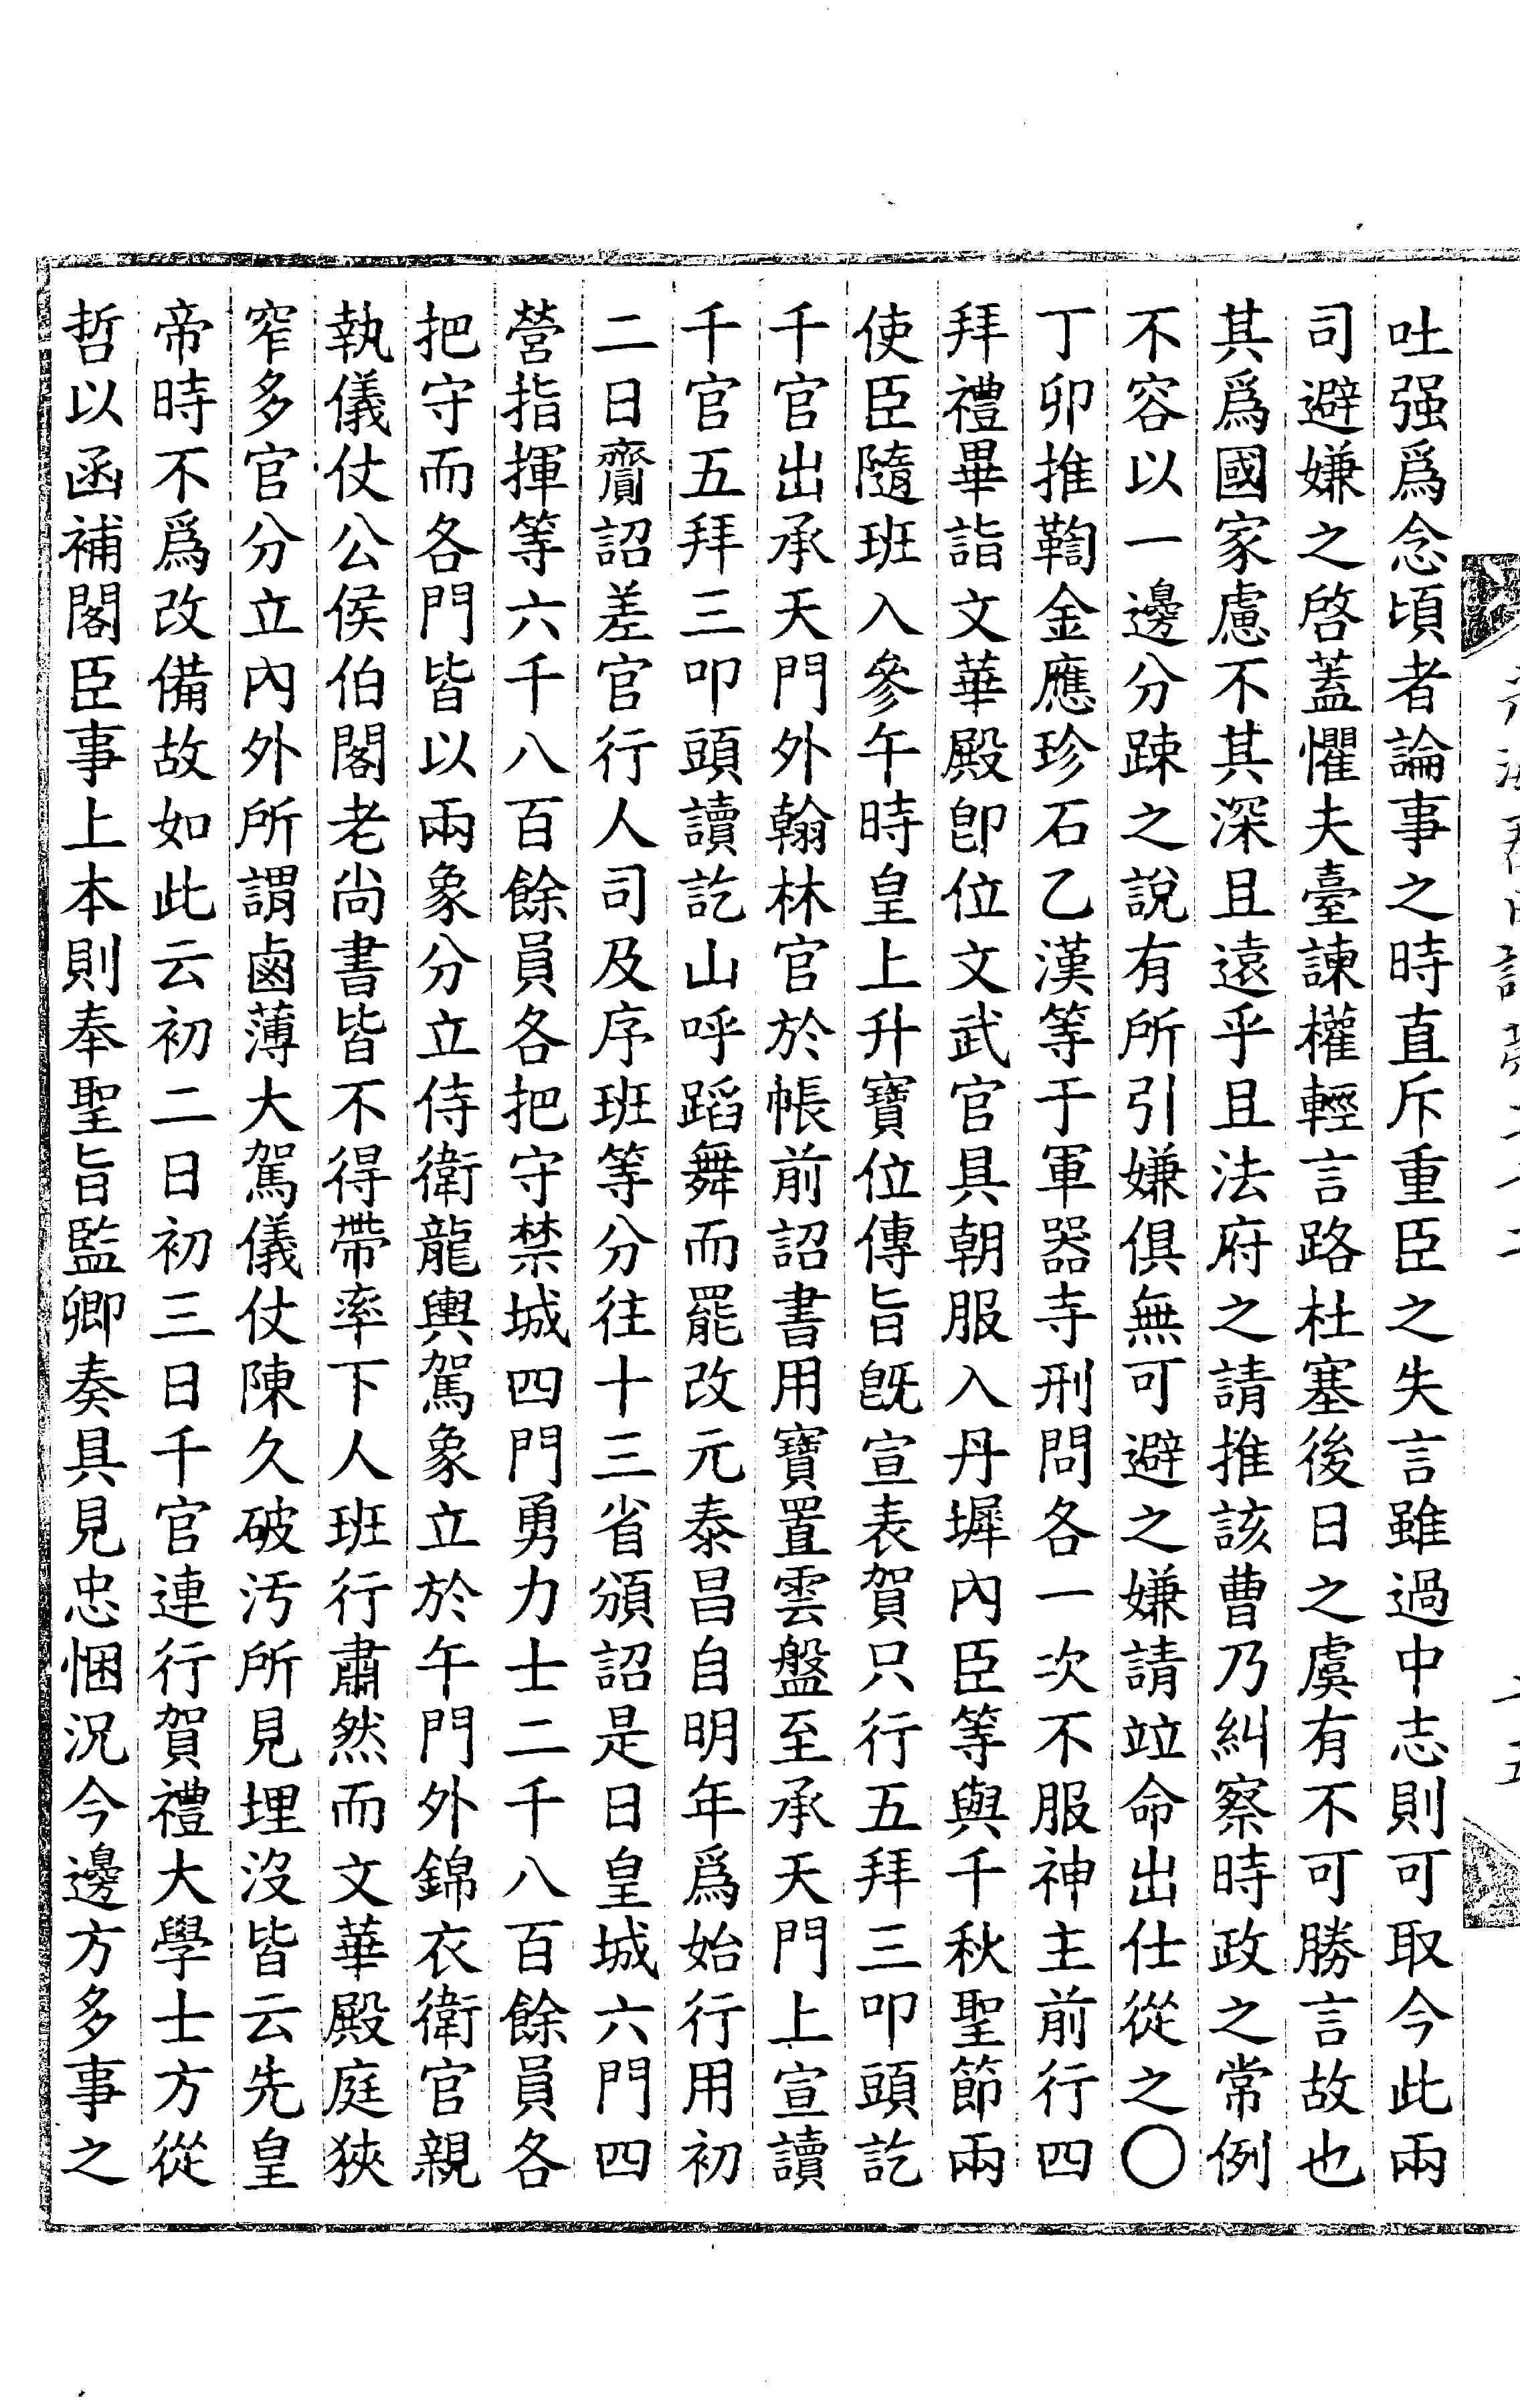 吐强爲念頃者論事之時直斥重臣之失言雖過中志則可取今此兩
司避嫌之啓蓋懼夫臺諫權輕言路杜塞後日之虞有不可勝言故也
其爲國家慮不其深且遠乎且法府之請推該曹乃糾察時政之常例
不容以一邊分踈之說有所引嫌俱無可避之嫌請竝命出仕從之〇
丁卯推鞫金應珍石乙漢等于軍器寺刑問各一次不服神主前行四
拜禮畢詣文華殿卽位文武官具朝服入丹墀內臣等與千秋聖節兩
使臣隨班入參午時皇上升寶位傳旨旣宣表賀只行五拜三叩頭訖
千官出承天門外翰林官於帳前詔書用寶置雲盤至承天門上宣讀
千官五拜三叩頭讀訖山呼蹈舞而罷改元泰昌自明年爲始行用初
二日齎詔差官行人司及序班等分往十三省頒詔是日皇城六門四
營指揮等六千八百餘員各把守禁城四門勇力士二千八百餘員各
把守而各門皆以兩象分立侍衛龍輿駕象立於午門外錦衣衛官親
執儀仗公侯伯閣老尙書皆不得帶率下人班行肅然而文華殿庭狹
窄多官分立內外所謂鹵薄大駕儀仗陳久破汚所見埋沒皆云先皇
帝時不爲改備故如此云初二日初三日千官連行賀禮大學士方從
哲以函補閣臣事上本則奉聖旨監卿奏具見忠悃況今邊方多事之